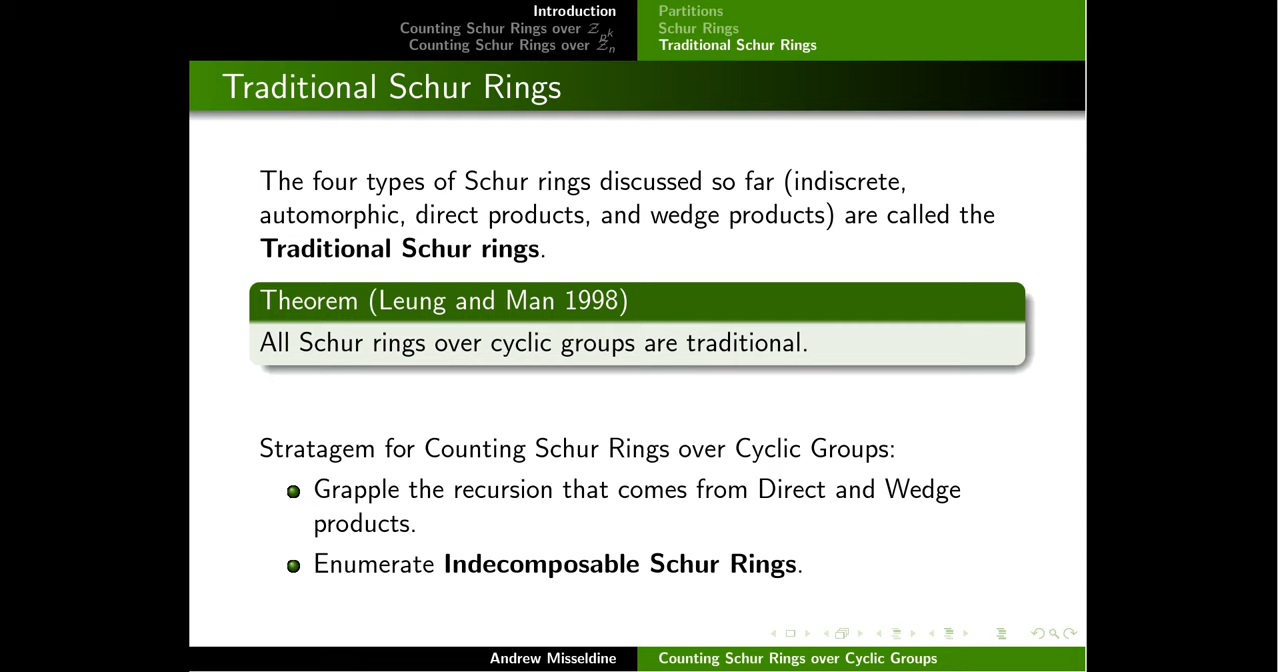 Introduction
Counting Schur Rings over Z_{p^k}
Counting Schur Rings over Z_n
Partitions
Schur Rings
Traditional Schur Rings
Traditional Schur Rings
The four types of Schur rings discussed so far (indiscrete,
automorphic, direct products, and wedge products) are called the
Traditional Schur rings.
Theorem (Leung and Man 1998)
All Schur rings over cyclic groups are traditional.
Stratagem for Counting Schur Rings over Cyclic Groups:
Grapple the recursion that comes from Direct and Wedge
products.
Enumerate Indecomposable Schur Rings.
Andrew Misseldine
Counting Schur Rings over Cyclic Groups